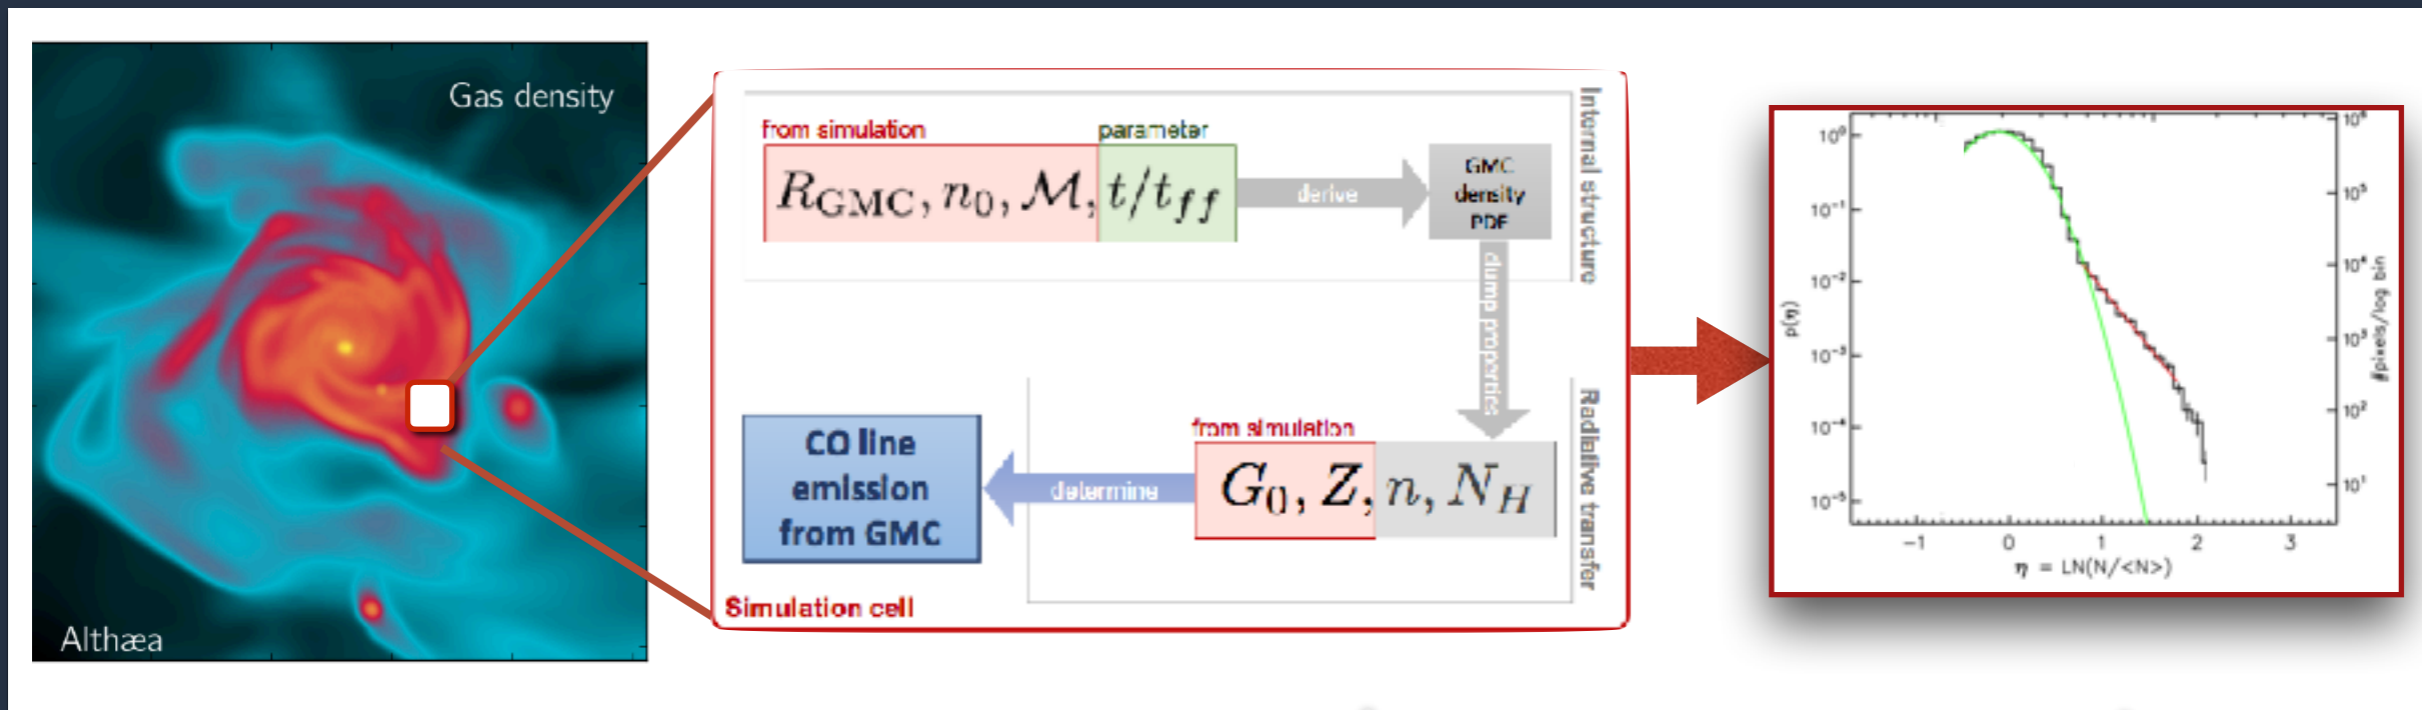 Gas density
Althæa
from simulation
parameter
R_GMC, n_0, M, t/t_ff
derive
GMC
density
PDF
Internal structure
clump properties
from simulation
G_0, Z, n, N_H
determine
CO line
emission
from GMC
Radiative transfer
Simulation cell
p(η)
10^0
10^-1
10^-2
10^-3
10^-4
10^-5
-1 0 1 2 3
η = LN(N/<N>)
10^6
10^5
10^4
10^3
10^2
10^1
#pixels/log bin